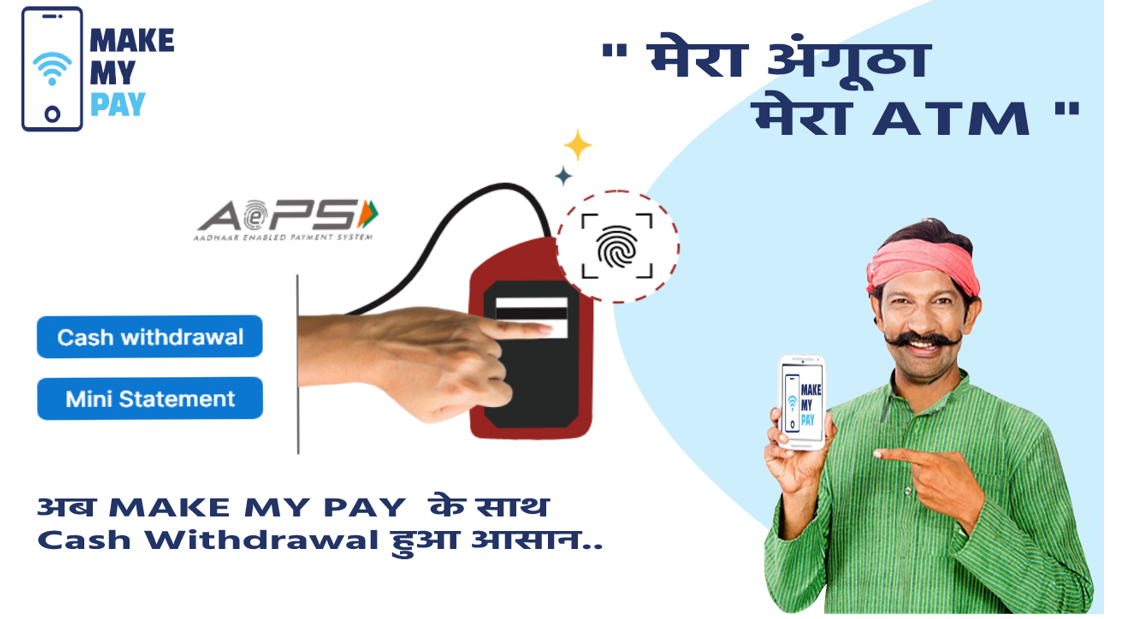 MAKE
MY
PAY
" मेरा अंगूठा
मेरा ATM "
AePS
AADHAAR ENABLED PAYMENT SYSTEM
Cash withdrawal
Mini Statement
MAKE
MY
PAY
अब MAKE MY PAY के साथ
Cash Withdrawal हुआ आसान..